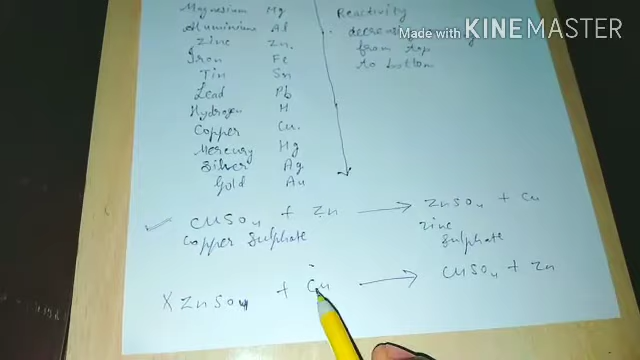 Magnesium Mg
Aluminium Al
Zinc Zn.
Iron Fe
Tin Sn
Lead Pb
Hydrogen H
Copper Cu.
Mercury Hg
Silver Ag
Gold Au
Reactivity
from top
to bottom
Made with KINEMASTER
CuSO4 + Zn → ZnSO4 + Cu
Copper Sulphate
Zinc
Sulphate
X ZnSO4 + Cu → CuSO4 + Zn